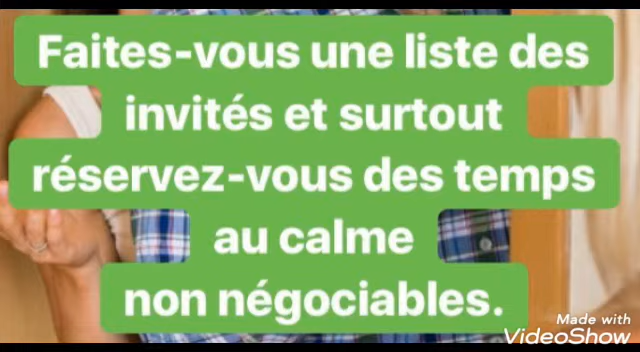 Faites-vous une liste des
invités et surtout
réservez-vous des temps
au calme
non négociables.
Made with
VideoShow